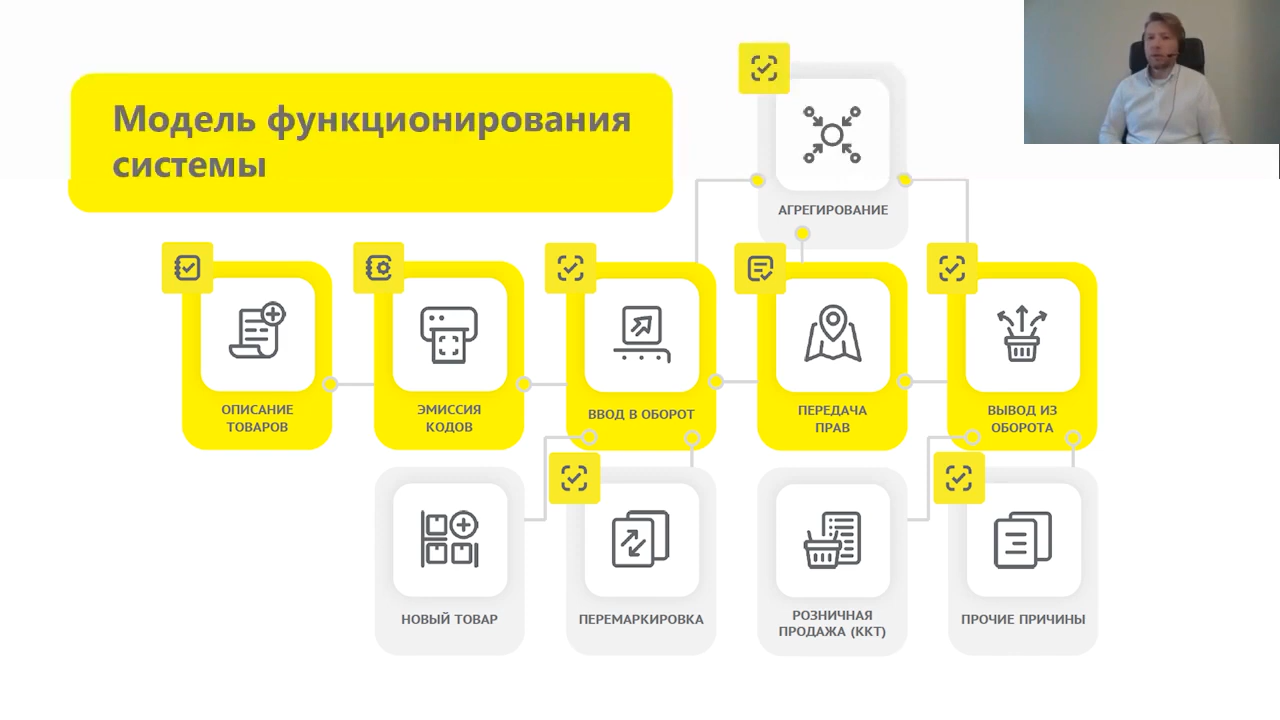 Модель функционирования
системы
АГРЕГИРОВАНИЕ
ОПИСАНИЕ
ТОВАРОВ
ЭМИССИЯ
КОДОВ
ВВОД В ОБОРОТ
ПЕРЕДАЧА
ПРАВ
ВЫВОД ИЗ
ОБОРОТА
НОВЫЙ ТОВАР
ПЕРЕМАРКИРОВКА
РОЗНИЧНАЯ
ПРОДАЖА (ККТ)
ПРОЧИЕ ПРИЧИНЫ